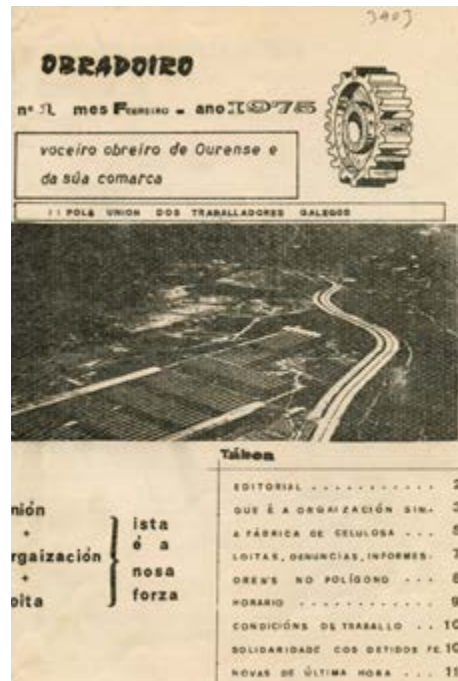 3403
OBRADOIRO
nº 1 mes FEBREIRO - ano 1975
voceiro obreiro de Ourense e
da súa comarca
POLA UNION DOS TRABALLADORES GALEGOS
Táboa
EDITORIAL . . . . . . . . . . . 2
QUE É A ORGAIZACIÓN SIN. 3
A FÁBRICA DE CELULOSA . . . 5
LOITAS, DENUNCIAS, INFORMES. 7
NO POLÍGONO . . . 8
HORARIO . . . . . . . . . . . 9
CONDICIÓNS DE TRABALLO . . 10
SOLIDARIDADE COS DETIDOS FE. 10
NOVAS DE ÚLTIMA HORA . . . 11
nión
+
rgaización
+
oita
ista
é a
nosa
forza